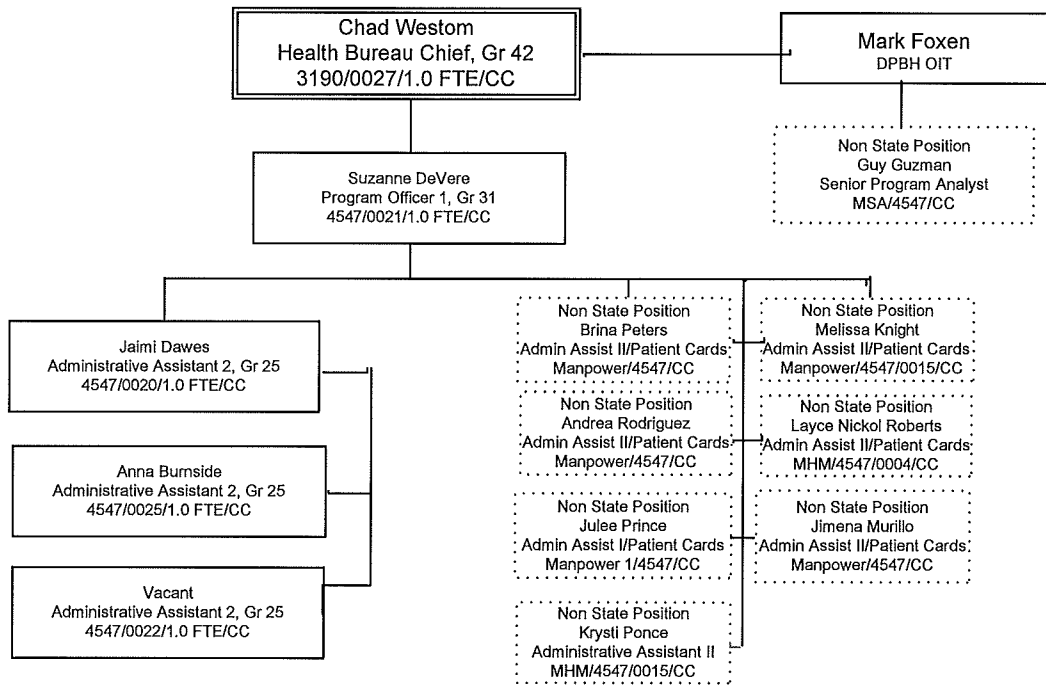 Chad Westom
Health Bureau Chief, Gr 42
3190/0027/1.0 FTE/CC
Mark Foxen
DPBH OIT
Non State Position
Guy Guzman
Senior Program Analyst
MSA/4547/CC
Suzanne DeVere
Program Officer 1, Gr 31
4547/0021/1.0 FTE/CC
Jaimi Dawes
Administrative Assistant 2, Gr 25
4547/0020/1.0 FTE/CC
Anna Burnside
Administrative Assistant 2, Gr 25
4547/0025/1.0 FTE/CC
Vacant
Administrative Assistant 2, Gr 25
4547/0022/1.0 FTE/CC
Non State Position
Brina Peters
Admin Assist II/Patient Cards
Manpower/4547/CC
Non State Position
Melissa Knight
Admin Assist II/Patient Cards
Manpower/4547/0015/CC
Non State Position
Andrea Rodriguez
Admin Assist II/Patient Cards
Manpower/4547/CC
Non State Position
Layce Nickol Roberts
Admin Assist II/Patient Cards
MHM/4547/0004/CC
Non State Position
Julee Prince
Admin Assist I/Patient Cards
Manpower 1/4547/CC
Non State Position
Jimena Murillo
Admin Assist II/Patient Cards
Manpower/4547/CC
Non State Position
Krysti Ponce
Administrative Assistant II
MHM/4547/0015/CC